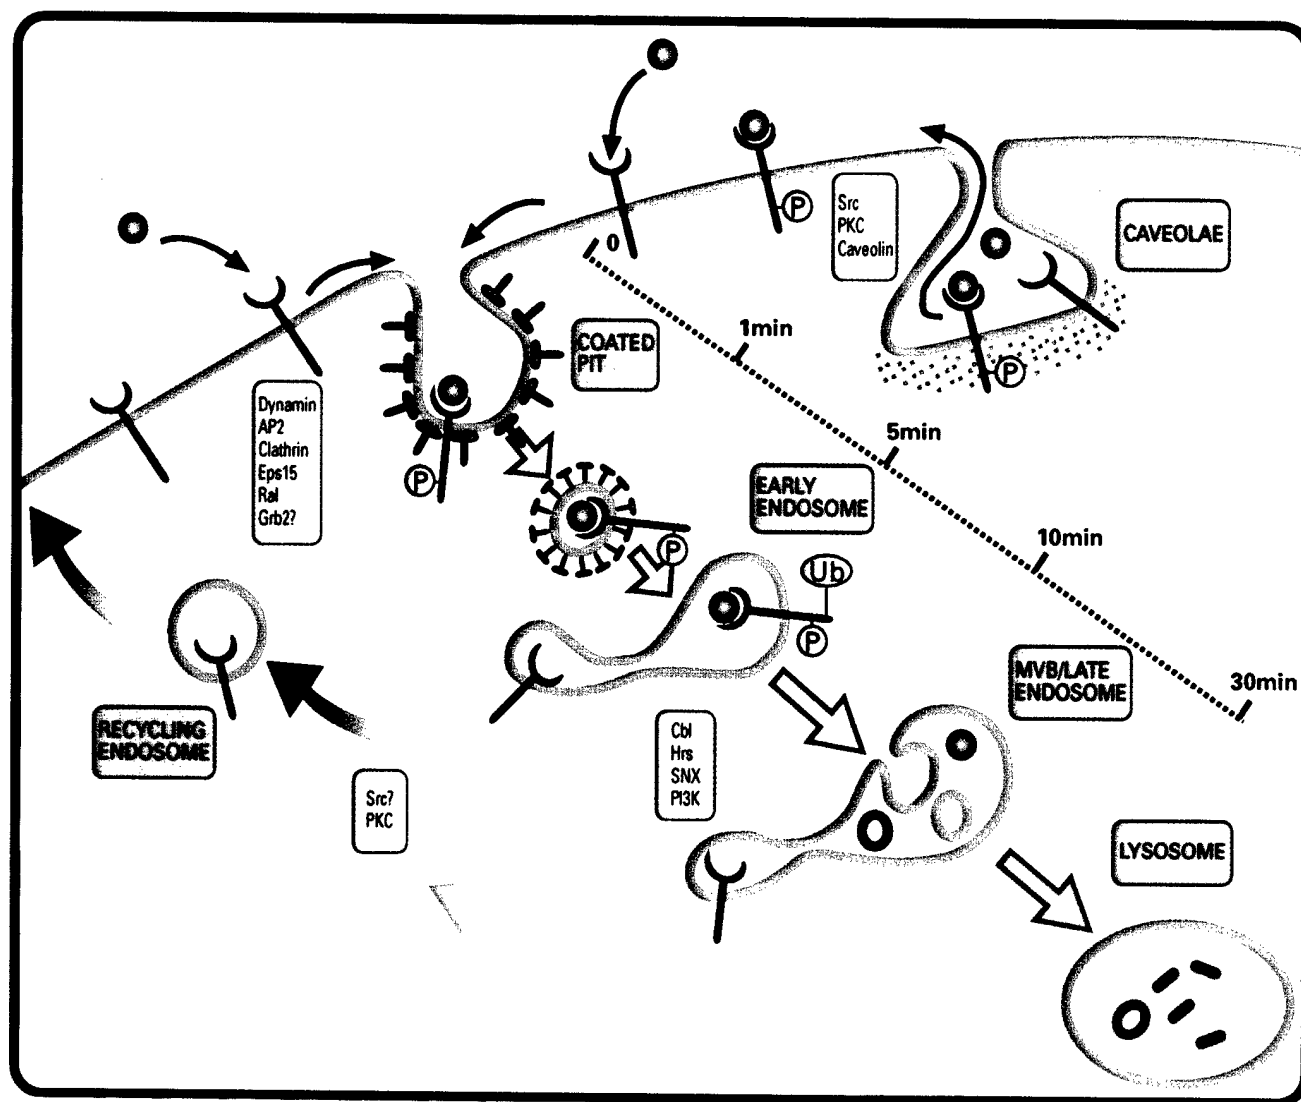 0
P
Src
PKC
Caveolin
CAVEOLAE
1min
COATED
PIT
P
Dynamin
AP2
Clathrin
Eps15
Ral
Grb2?
P
5min
EARLY
ENDOSOME
10min
P
Ub
P
MVB/LATE
ENDOSOME
30min
RECYCLING
ENDOSOME
Src?
PKC
Cbl
Hrs
SNX
PI3K
LYSOSOME